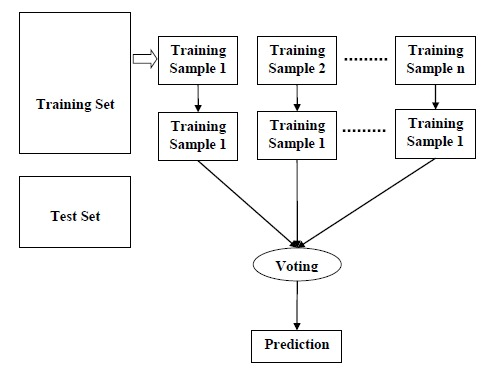 Training Set
Training
Sample 1
Training
Sample 2
.........
Training
Sample n
Training
Sample 1
Training
Sample 1
.........
Training
Sample 1
Test Set
Voting
Prediction